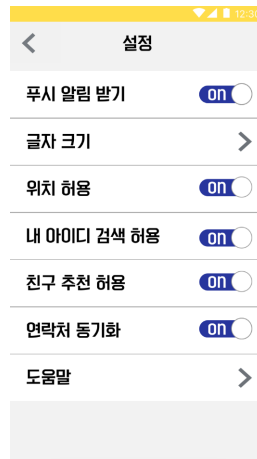 12:30
설정
푸시 알림 받기 on
글자 크기
위치 허용 on
내 아이디 검색 허용 on
친구 추천 허용 on
연락처 동기화 on
도움말